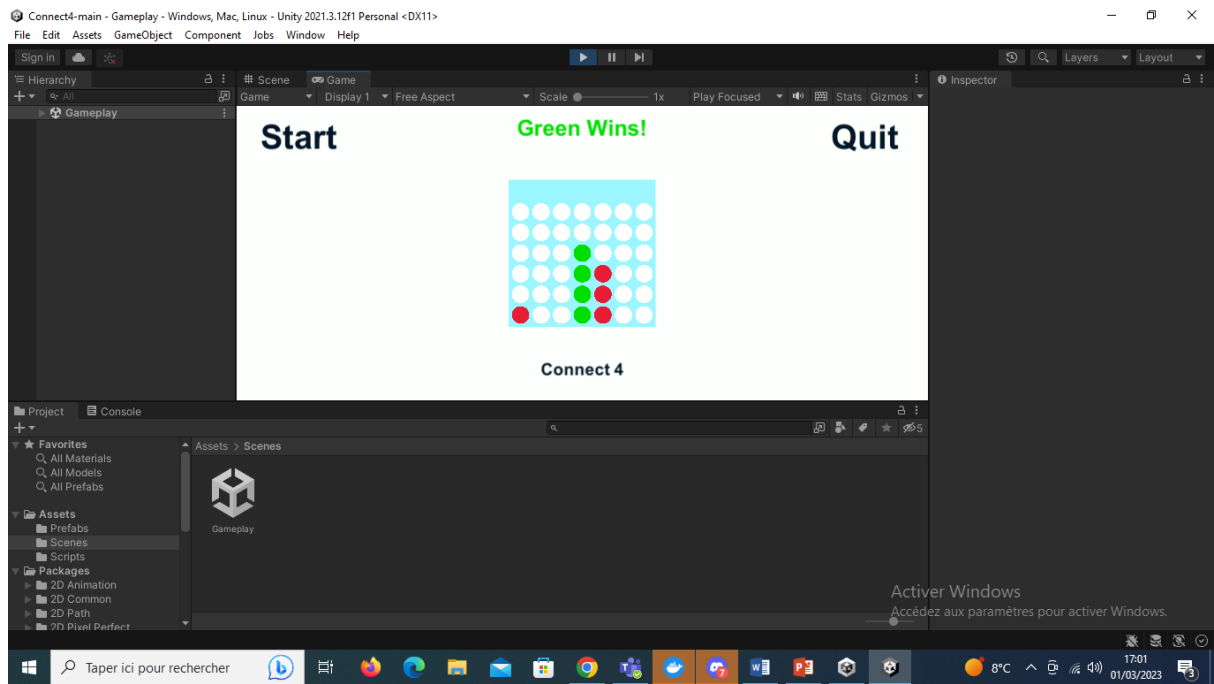 Connect4-main - Gameplay - Windows, Mac, Linux - Unity 2021.3.12f1 Personal <DX11>
File Edit Assets GameObject Component Jobs Window Help
Sign in
Layers Layout
Hierarchy
All
Gameplay
Scene Game
Game Display 1 Free Aspect Scale 1x Play Focused Stats Gizmos
Inspector
Start
Green Wins!
Quit
Connect 4
Project Console
5
Favorites
All Materials
All Models
All Prefabs
Assets
Prefabs
Scenes
Scripts
Packages
2D Animation
2D Common
2D Path
2D Pixel Perfect
Assets > Scenes
Gameplay
Activer Windows
Accédez aux paramètres pour activer Windows.
Taper ici pour rechercher
8°C
17:01
01/03/2023
3